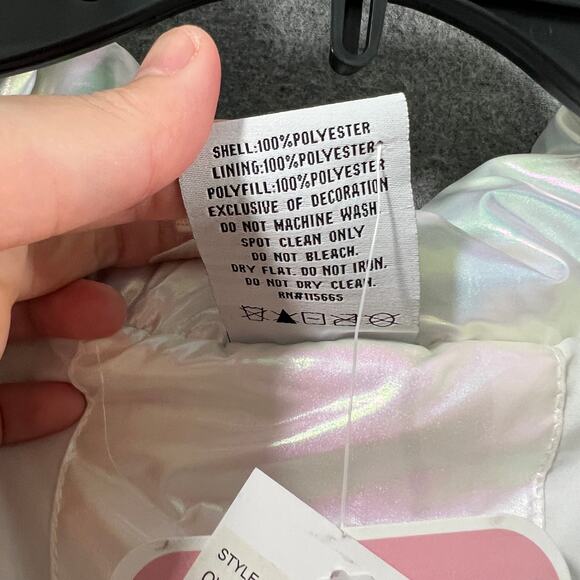 SHELL:100%POLYESTER
LINING:100%POLYESTER
POLYFILL:100%POLYESTER
EXCLUSIVE OF DECORATION
DO NOT MACHINE WASH.
SPOT CLEAN ONLY
DO NOT BLEACH.
DRY FLAT. DO NOT IRON.
DO NOT DRY CLEAN.
RN#115665
STYLE